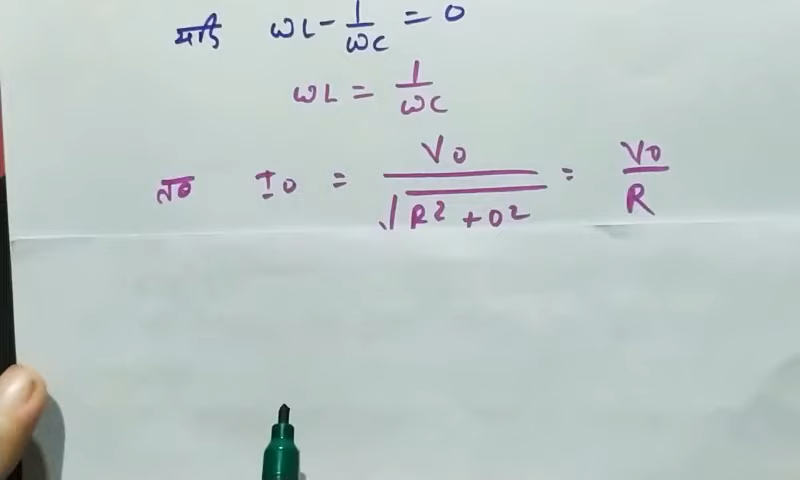 यदि ωL - 1/ωC = 0
ωL = 1/ωC
तब I0 = V0/√(R² + 0²) = V0/R